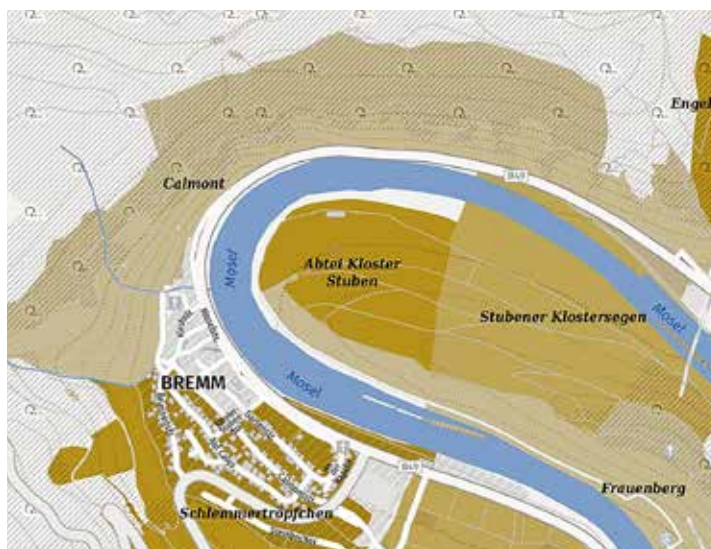 Engel
Calmont
B49
Mosel
Abtei Kloster
Stuben
Stubener Klostersegen
Mosel
BREMM
Mosel
B49
Frauenberg
Schlemmertröpfchen